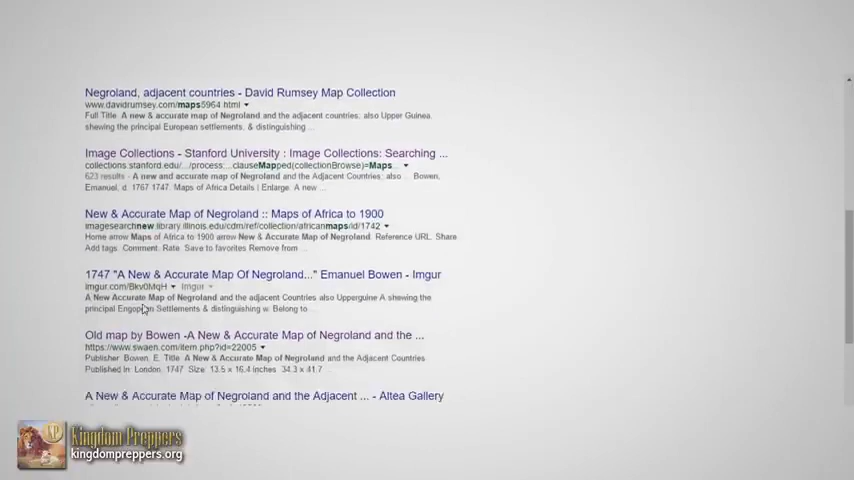 Negroland, adjacent countries - David Rumsey Map Collection
www.davidrumsey.com/maps5964.html
Full Title A new & accurate map of Negroland and the adjacent countries; also Upper Guinea,
shewing the principal European settlements, & distinguishing ...
Image Collections - Stanford University : Image Collections: Searching ...
collections.stanford.edu/.../process;...clauseMapped(collectionBrowse)=Maps...
623 results - A new and accurate map of Negroland and the Adjacent Countries; also ... Bowen,
Emanuel, d. 1767 1747. Maps of Africa Details | Enlarge. A new ...
New & Accurate Map of Negroland :: Maps of Africa to 1900
imagesearchnew.library.illinois.edu/cdm/ref/collection/africanmaps/id/1742
Home arrow Maps of Africa to 1900 arrow New & Accurate Map of Negroland. Reference URL. Share
Add tags. Comment. Rate. Save to favorites Remove from ...
1747 "A New & Accurate Map Of Negroland..." Emanuel Bowen - Imgur
imgur.com/Bkv0MqH Imgur
A New Accurate Map of Negroland and the adjacent Countries also Upperguine A shewing the
principal Settlements & distinguishing w. Belong to ...
Old map by Bowen -A New & Accurate Map of Negroland and the ...
https://www.swaen.com/item.php?id=22005
Publisher: Bowen, E. Title: A New & Accurate Map of Negroland and the Adjacent Countries
Published in: London, 1747 Size: 13.5 x 16.4 inches 34.3 x 41.7 ...
A New & Accurate Map of Negroland and the Adjacent ... - Altea Gallery
KP
Kingdom Preppers
kingdompreppers.org